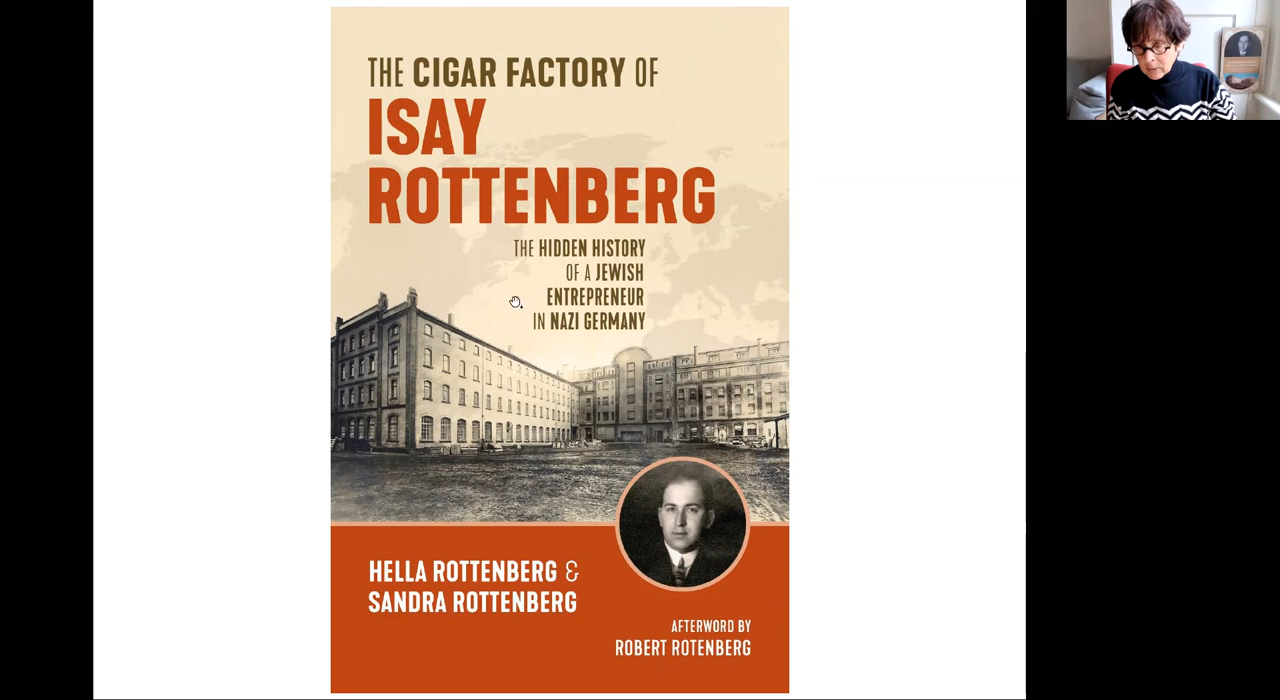 THE CIGAR FACTORY OF
ISAY
ROTTENBERG
THE HIDDEN HISTORY
OF A JEWISH
ENTREPRENEUR
IN NAZI GERMANY
HELLA ROTTENBERG &
SANDRA ROTTENBERG
AFTERWORD BY
ROBERT ROTENBERG